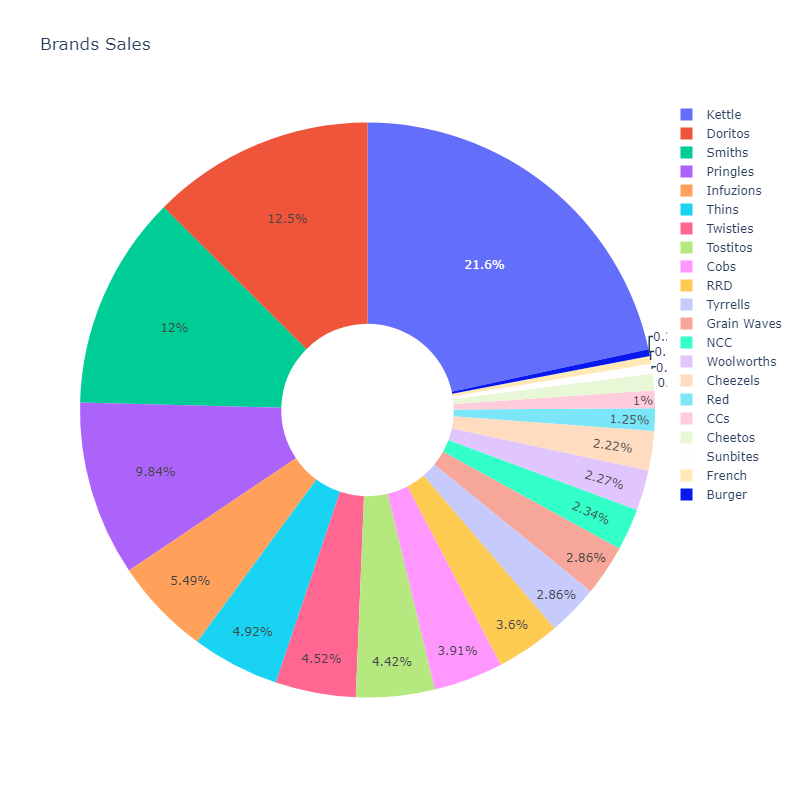 Brands Sales
Kettle
Doritos
Smiths
Pringles
Infuzions
Thins
Twisties
Tostitos
Cobs
RRD
Tyrrells
Grain Waves
NCC
Woolworths
Cheezels
Red
CCs
Cheetos
Sunbites
French
Burger
21.6%
12.5%
12%
9.84%
5.49%
4.92%
4.52%
4.42%
3.91%
3.6%
2.86%
2.86%
2.34%
2.27%
2.22%
1.25%
1%